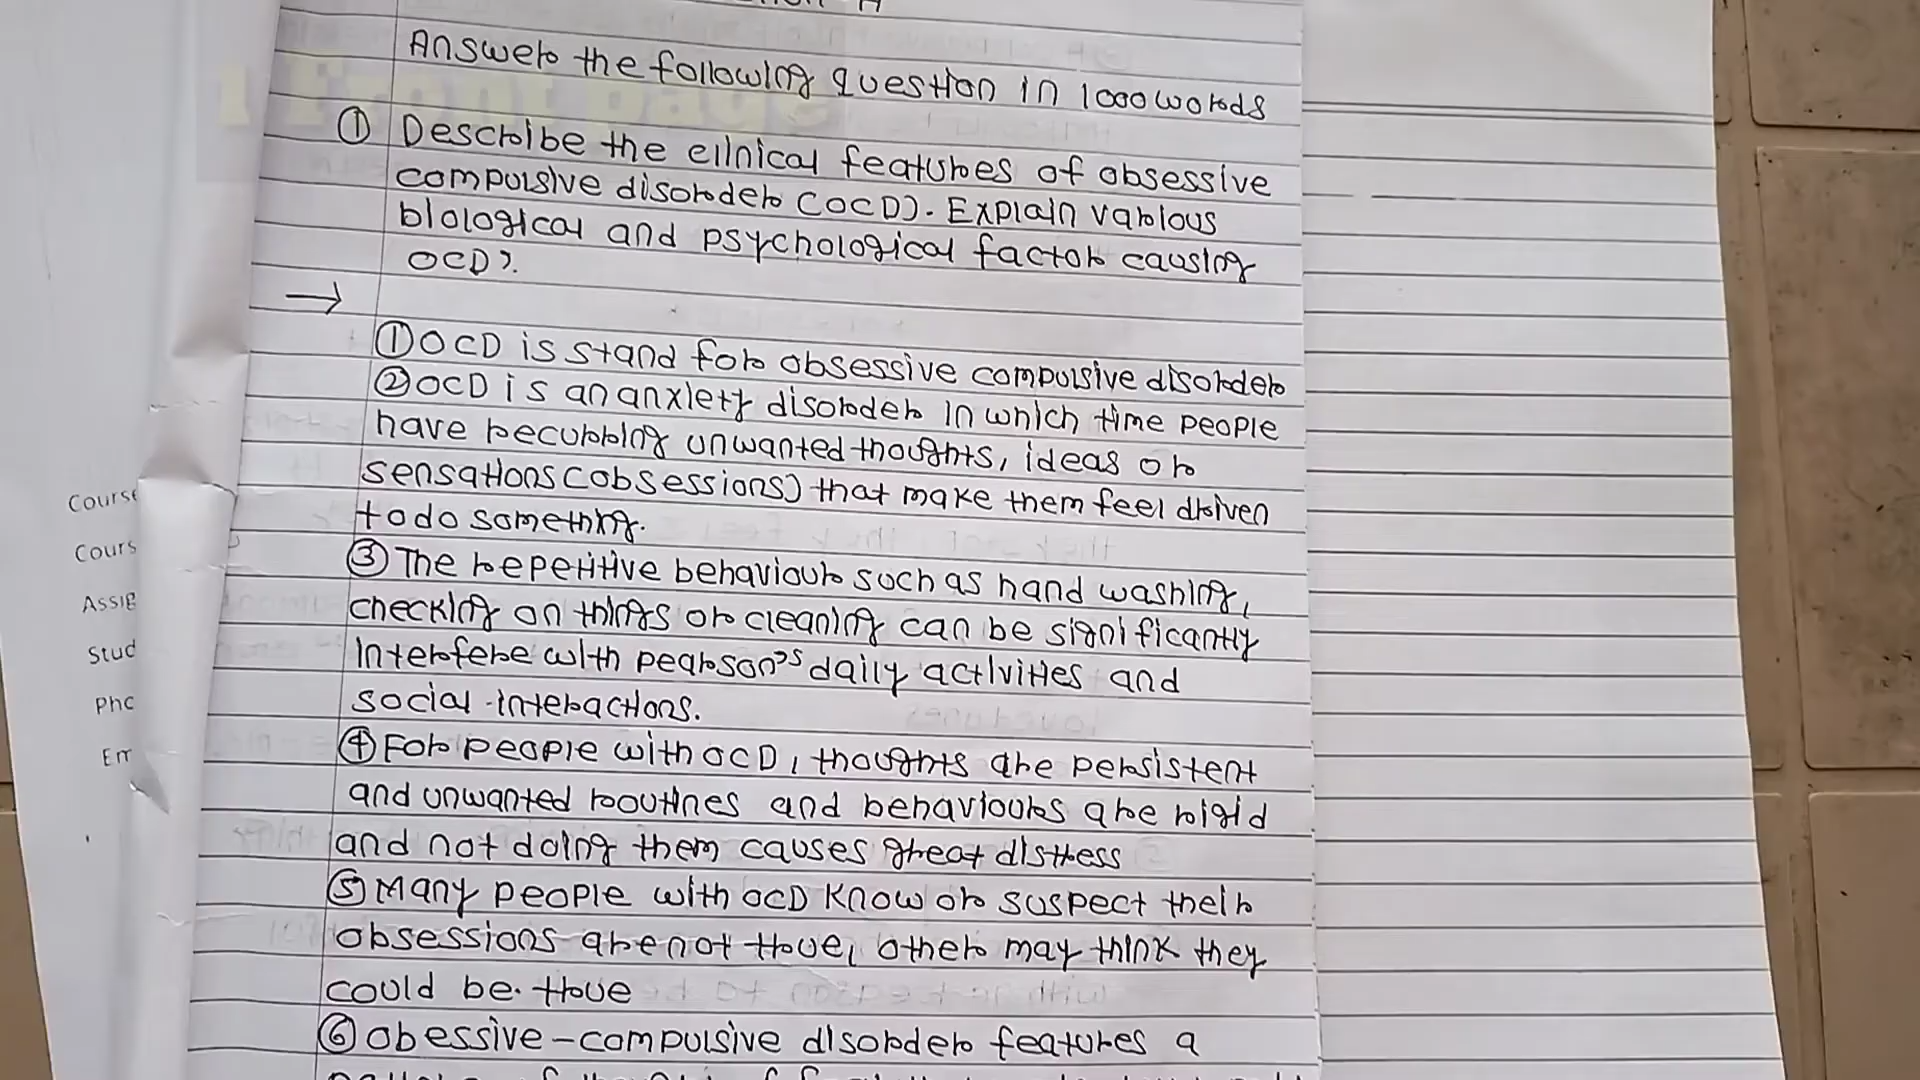 Answer the following question in 1000 words
① Describe the clinical features of obsessive
compulsive disorder (OCD). Explain various
biological and psychological factor causing
OCD?
→
① OCD is stand for obsessive compulsive disorder
② OCD is an anxiety disorder in which time people
have recurring unwanted thoughts, ideas or
sensations (obsessions) that make them feel driven
to do something.
③ The repetitive behaviour such as hand washing,
checking on things or cleaning can be significantly
Interfere with pearson's daily activities and
social interactions.
④ For people with OCD, thoughts are persistent
and unwanted routines and behaviours are rigid
and not doing them causes great distress
⑤ Many people with OCD know or suspect their
obsessions are not true, other may think they
could be true
⑥ obessive-compulsive disorder features a
Course
Cours
Assig
Stud
Pho
Em